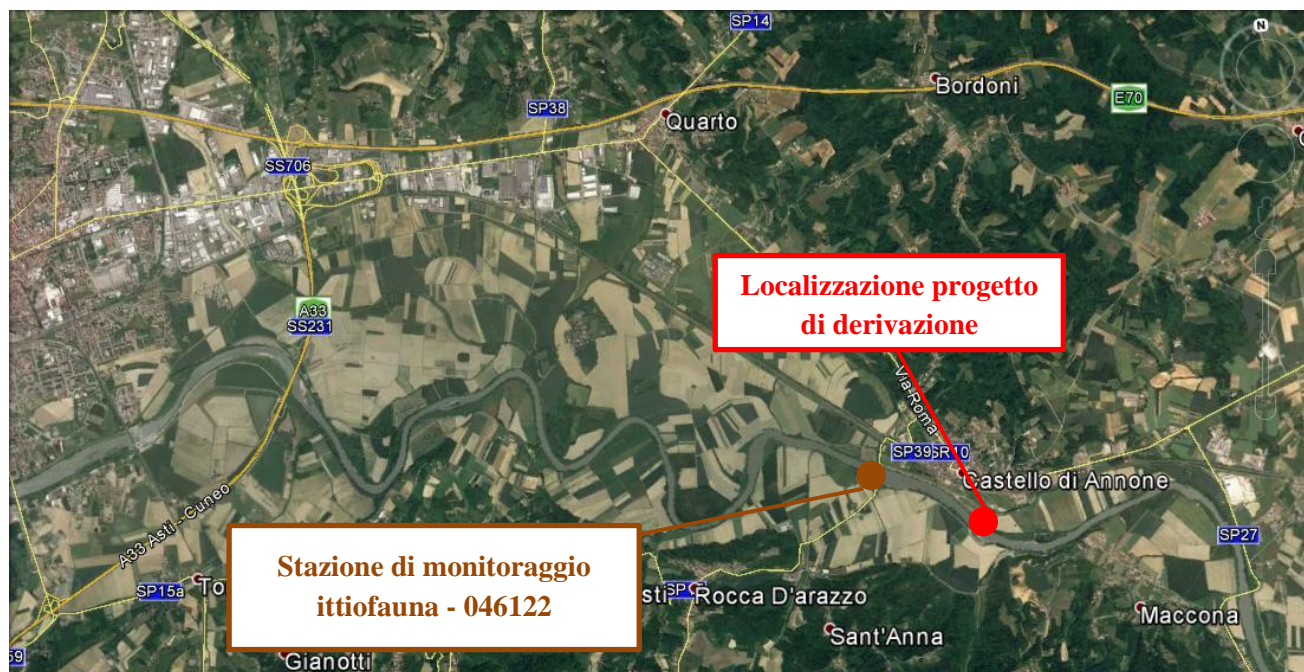 N
SP14
Bordoni
E70
SP38
Quarto
SS706
Localizzazione progetto
di derivazione
A33
SS231
Via Roma
SP39
SR10
Castello di Annone
A33 Asti - Cuneo
Stazione di monitoraggio
ittiofauna - 046122
SP27
SP15a
Rocca D'arazzo
Maccona
Sant'Anna
59
Gianotti